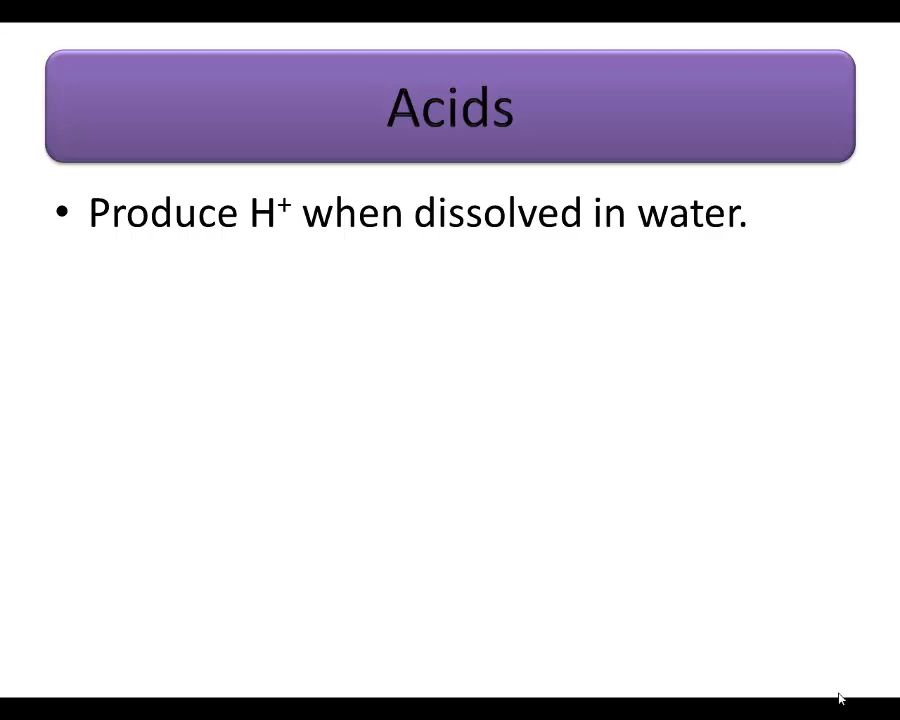 Acids
• Produce H⁺ when dissolved in water.